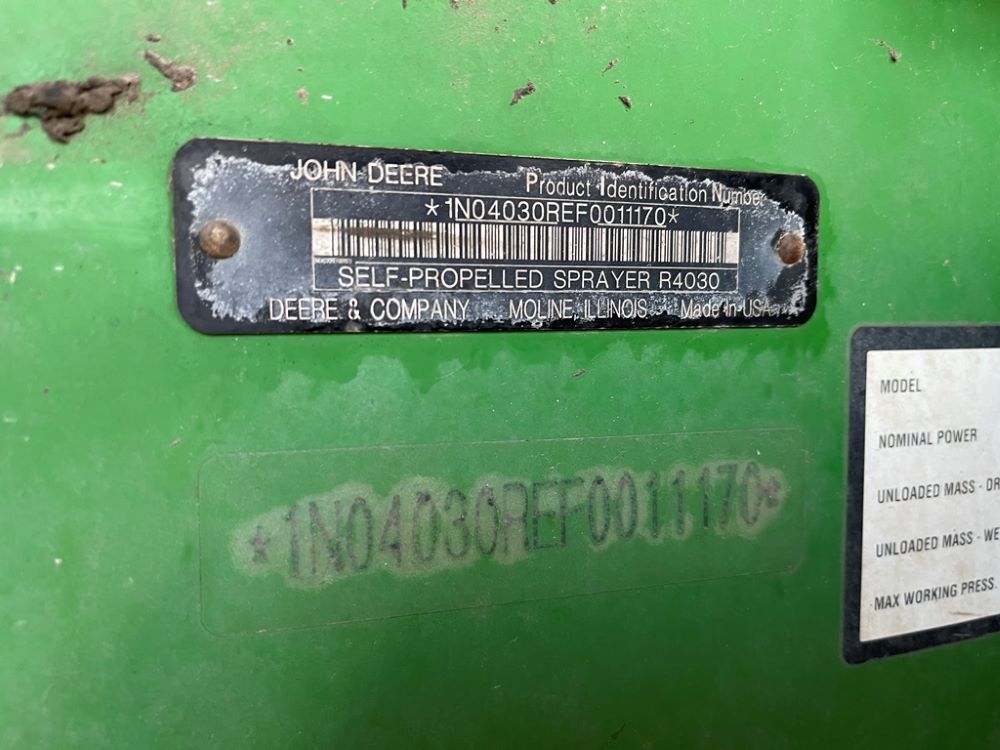 JOHN DEERE
Product Identification Number
*1N04030REF0011170*
SELF-PROPELLED SPRAYER R4030
DEERE & COMPANY MOLINE, ILLINOIS Made in USA
*1N04030REF0011170*
MODEL
NOMINAL POWER
UNLOADED MASS - DR
UNLOADED MASS - WE
MAX WORKING PRESS.